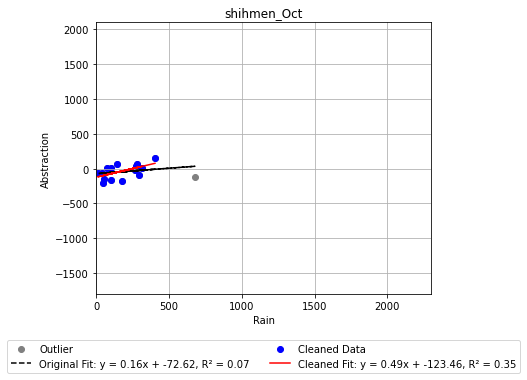 shihmen_Oct
2000
1500
1000
500
0
−500
−1000
−1500
Abstraction
0 500 1000 1500 2000
Rain
Outlier Cleaned Data
Original Fit: y = 0.16x + -72.62, R² = 0.07 Cleaned Fit: y = 0.49x + -123.46, R² = 0.35